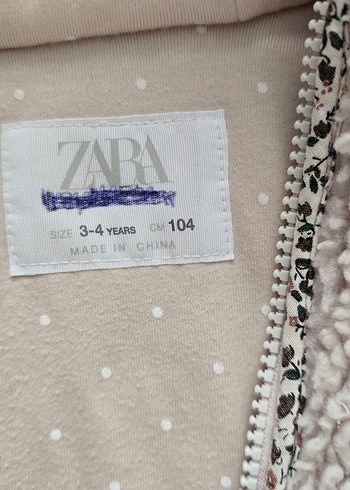 ZARA
SIZE 3-4 YEARS CM 104
MADE IN CHINA